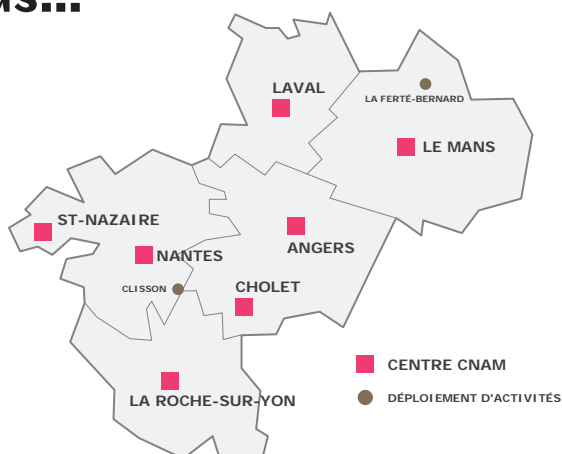 LAVAL
LA FERTÉ-BERNARD
LE MANS
ST-NAZAIRE
NANTES
ANGERS
CLISSON
CHOLET
CENTRE CNAM
LA ROCHE-SUR-YON
DÉPLOIEMENT D'ACTIVITÉS